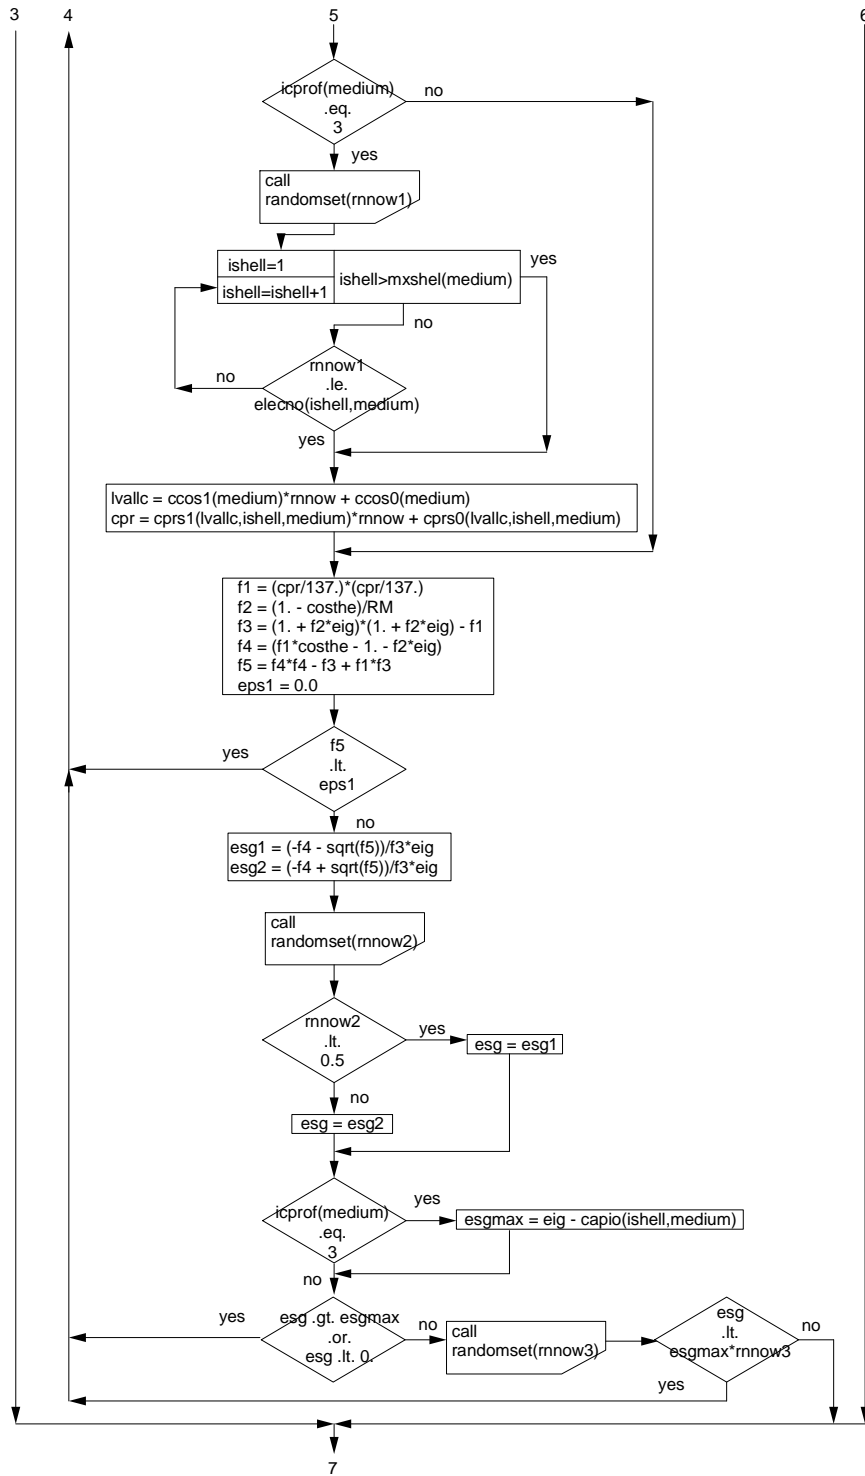 3
4
5
6
icprof(medium)
.eq.
3
no
yes
call
randomset(rnnow1)
ishell=1
ishell=ishell+1
ishell>mxshel(medium)
yes
no
rnnow1
.le.
elecno(ishell,medium)
no
yes
lvallc = ccos1(medium)*rnnow + ccos0(medium)
cpr = cprs1(lvallc,ishell,medium)*rnnow + cprs0(lvallc,ishell,medium)
f1 = (cpr/137.)*(cpr/137.)
f2 = (1. - costhe)/RM
f3 = (1. + f2*eig)*(1. + f2*eig) - f1
f4 = (f1*costhe - 1. - f2*eig)
f5 = f4*f4 - f3 + f1*f3
eps1 = 0.0
yes
f5
.lt.
eps1
no
esg1 = (-f4 - sqrt(f5))/f3*eig
esg2 = (-f4 + sqrt(f5))/f3*eig
call
randomset(rnnow2)
rnnow2
.lt.
0.5
yes
esg = esg1
no
esg = esg2
icprof(medium)
.eq.
3
yes
esgmax = eig - capio(ishell,medium)
no
yes
esg .gt. esgmax
.or.
esg .lt. 0.
no
call
randomset(rnnow3)
esg
.lt.
esgmax*rnnow3
no
yes
7